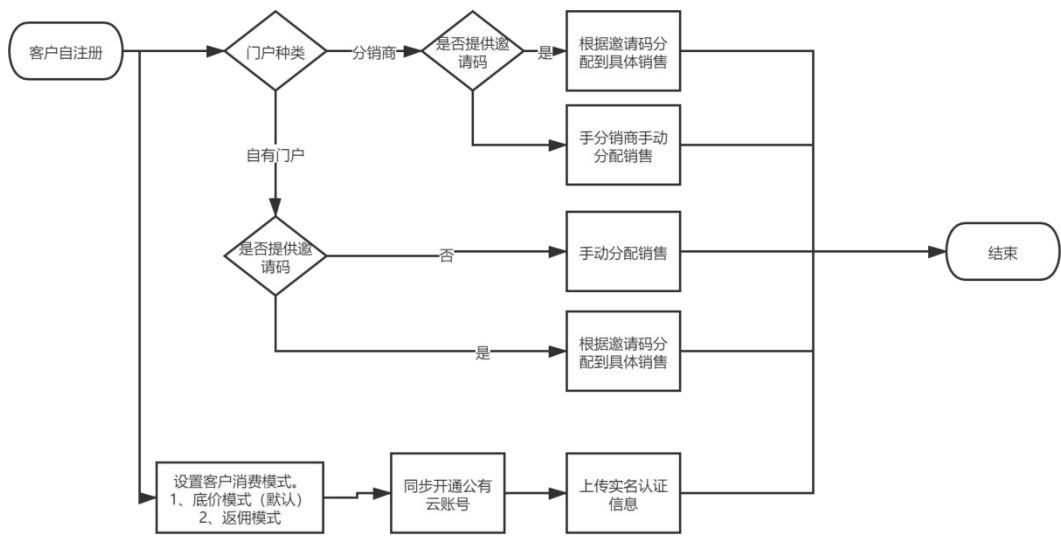 客户自注册
门户种类
分销商
是否提供邀
请码
是
根据邀请码分
配到具体销售
手分销商手动
分配销售
自有门户
是否提供邀
请码
否
手动分配销售
结束
是
根据邀请码分
配到具体销售
设置客户消费模式。
1、底价模式（默认）
2、返佣模式
同步开通公有
云账号
上传实名认证
信息